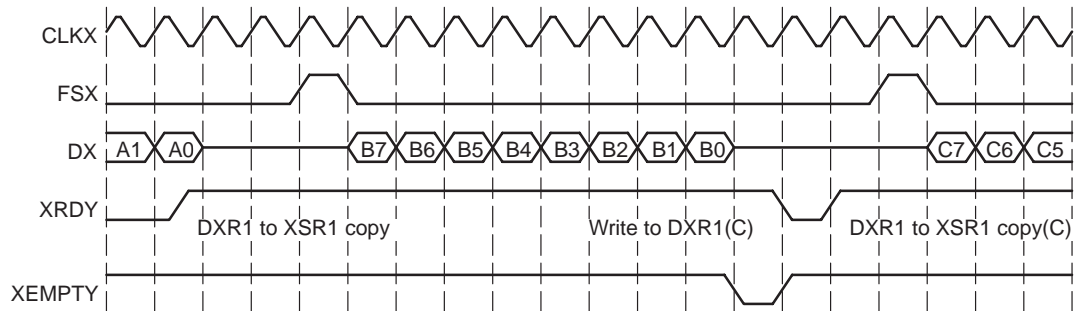 CLKX
FSX
DX A1 A0 B7 B6 B5 B4 B3 B2 B1 B0 C7 C6 C5
XRDY
DXR1 to XSR1 copy Write to DXR1(C) DXR1 to XSR1 copy(C)
XEMPTY